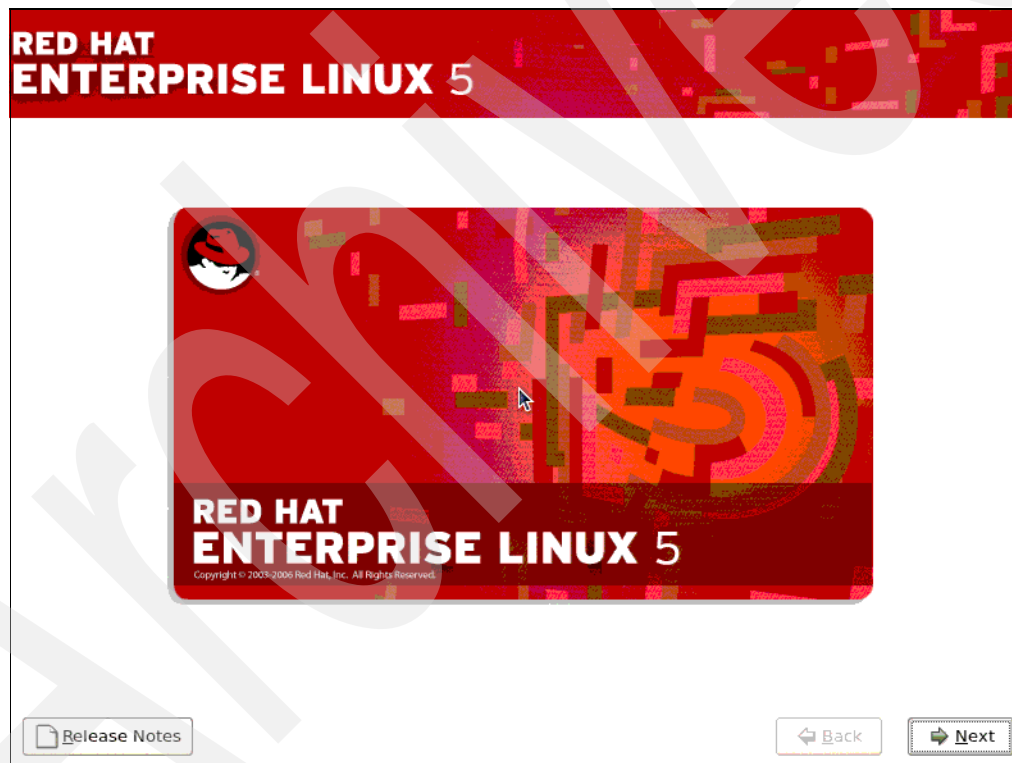 RED HAT
ENTERPRISE LINUX 5
RED HAT
ENTERPRISE LINUX 5
Copyright © 2003-2006 Red Hat, Inc. All Rights Reserved.
Release Notes
Back
Next